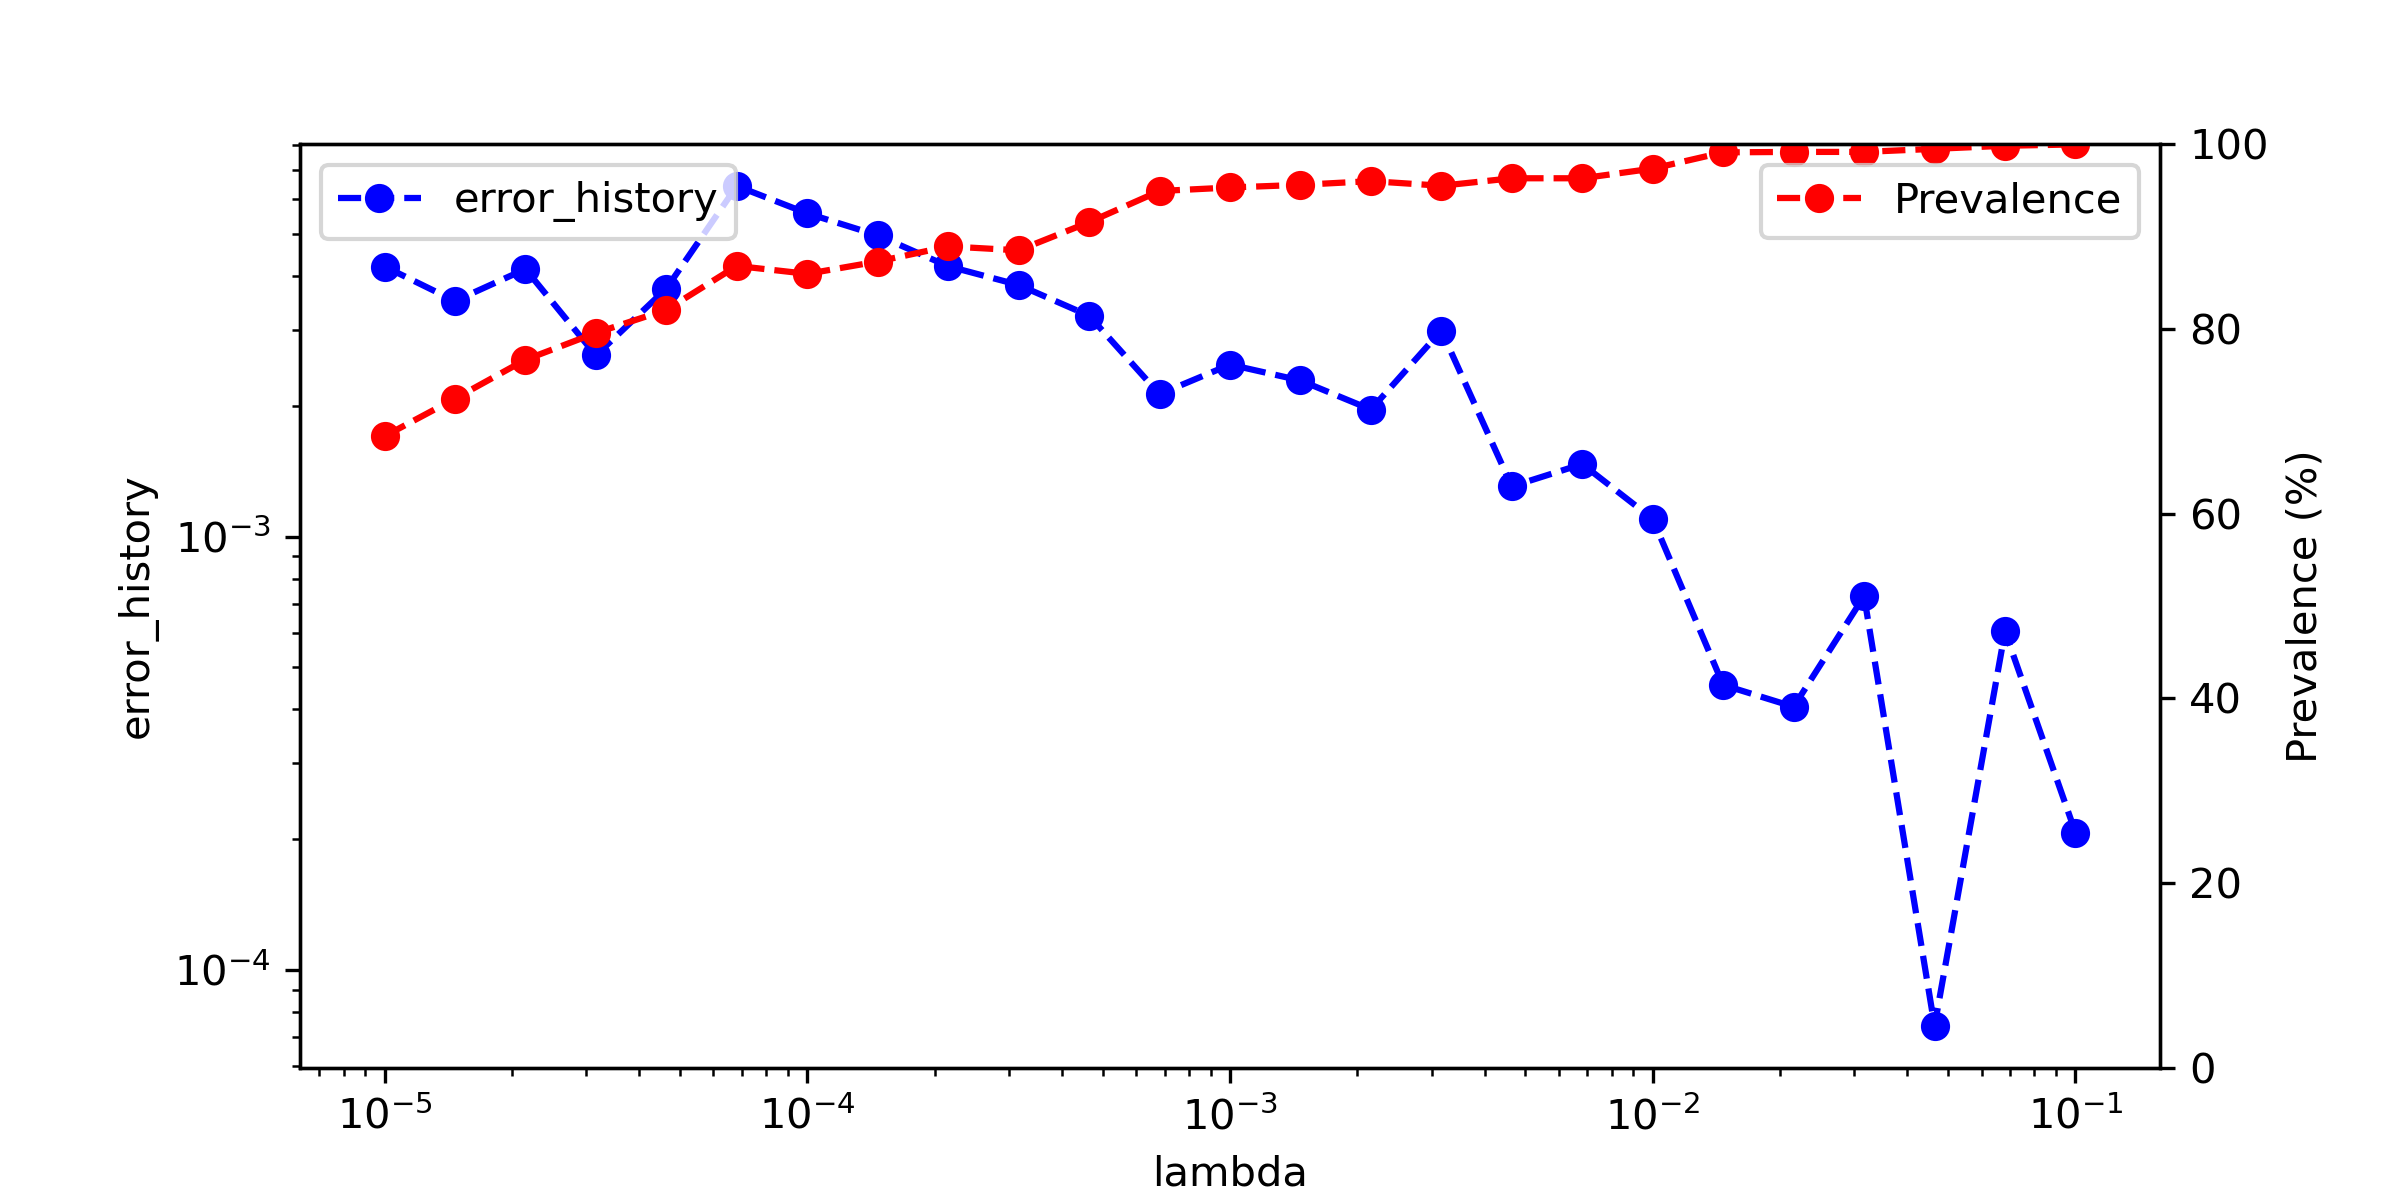 error_history
Prevalence
100
80
60
40
20
0
Prevalence (%)
error_history
10⁻³
10⁻⁴
10⁻⁵
10⁻⁴
10⁻³
10⁻²
10⁻¹
lambda